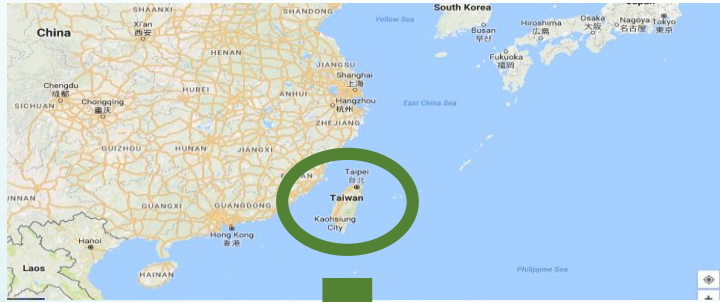 SHAANXI
SHANDONG
South Korea
Yellow Sea
Xi'an
西安
China
Busan
부산
Hiroshima
広島
Osaka
大阪
Nagoya
名古屋
Tokyo
東京
HENAN
JIANGSU
Fukuoka
福岡
Shanghai
上海
Chengdu
成都
HUBEI
ANHUI
Hangzhou
杭州
East China Sea
SICHUAN
Chongqing
重庆
ZHEJIANG
GUIZHOU
HUNAN
JIANGXI
Taipei
台北
Taiwan
GUANGXI
GUANGDONG
Kaohsiung
City
Hong Kong
香港
Hanoi
Laos
HAINAN
Philippine Sea